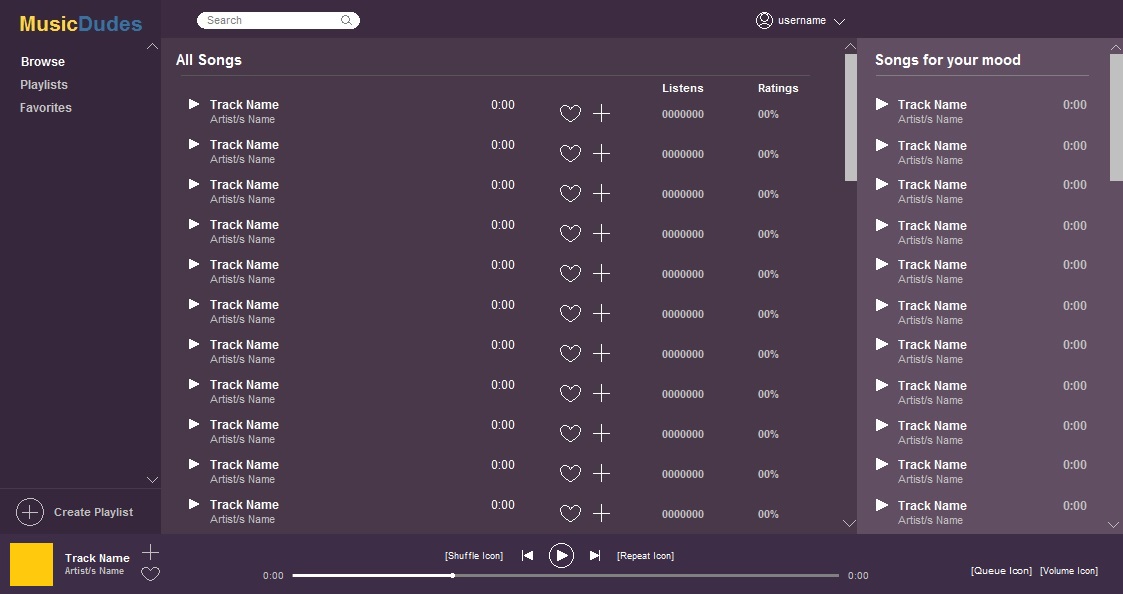 MusicDudes
Search
username
Browse
Playlists
Favorites
Create Playlist
All Songs
Listens Ratings
Track Name 0:00
Artist/s Name 0000000 00%
Track Name 0:00
Artist/s Name 0000000 00%
Track Name 0:00
Artist/s Name 0000000 00%
Track Name 0:00
Artist/s Name 0000000 00%
Track Name 0:00
Artist/s Name 0000000 00%
Track Name 0:00
Artist/s Name 0000000 00%
Track Name 0:00
Artist/s Name 0000000 00%
Track Name 0:00
Artist/s Name 0000000 00%
Track Name 0:00
Artist/s Name 0000000 00%
Track Name 0:00
Artist/s Name 0000000 00%
Track Name 0:00
Artist/s Name 0000000 00%
Songs for your mood
Track Name 0:00
Artist/s Name
Track Name 0:00
Artist/s Name
Track Name 0:00
Artist/s Name
Track Name 0:00
Artist/s Name
Track Name 0:00
Artist/s Name
Track Name 0:00
Artist/s Name
Track Name 0:00
Artist/s Name
Track Name 0:00
Artist/s Name
Track Name 0:00
Artist/s Name
Track Name 0:00
Artist/s Name
Track Name 0:00
Artist/s Name
Track Name
Artist/s Name
[Shuffle Icon] [Repeat Icon]
0:00 0:00
[Queue Icon] [Volume Icon]